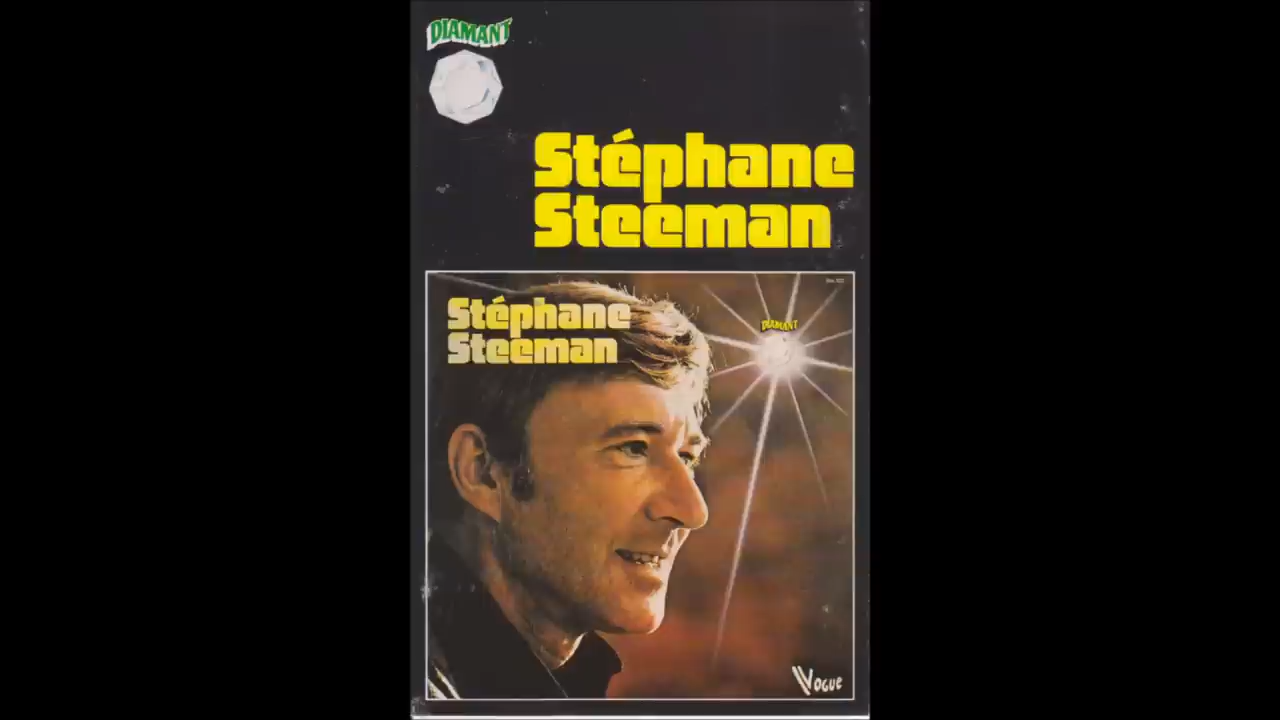 DIAMANT
Stéphane
Steeman
Stéphane
Steeman
DIAMANT
VOGUE